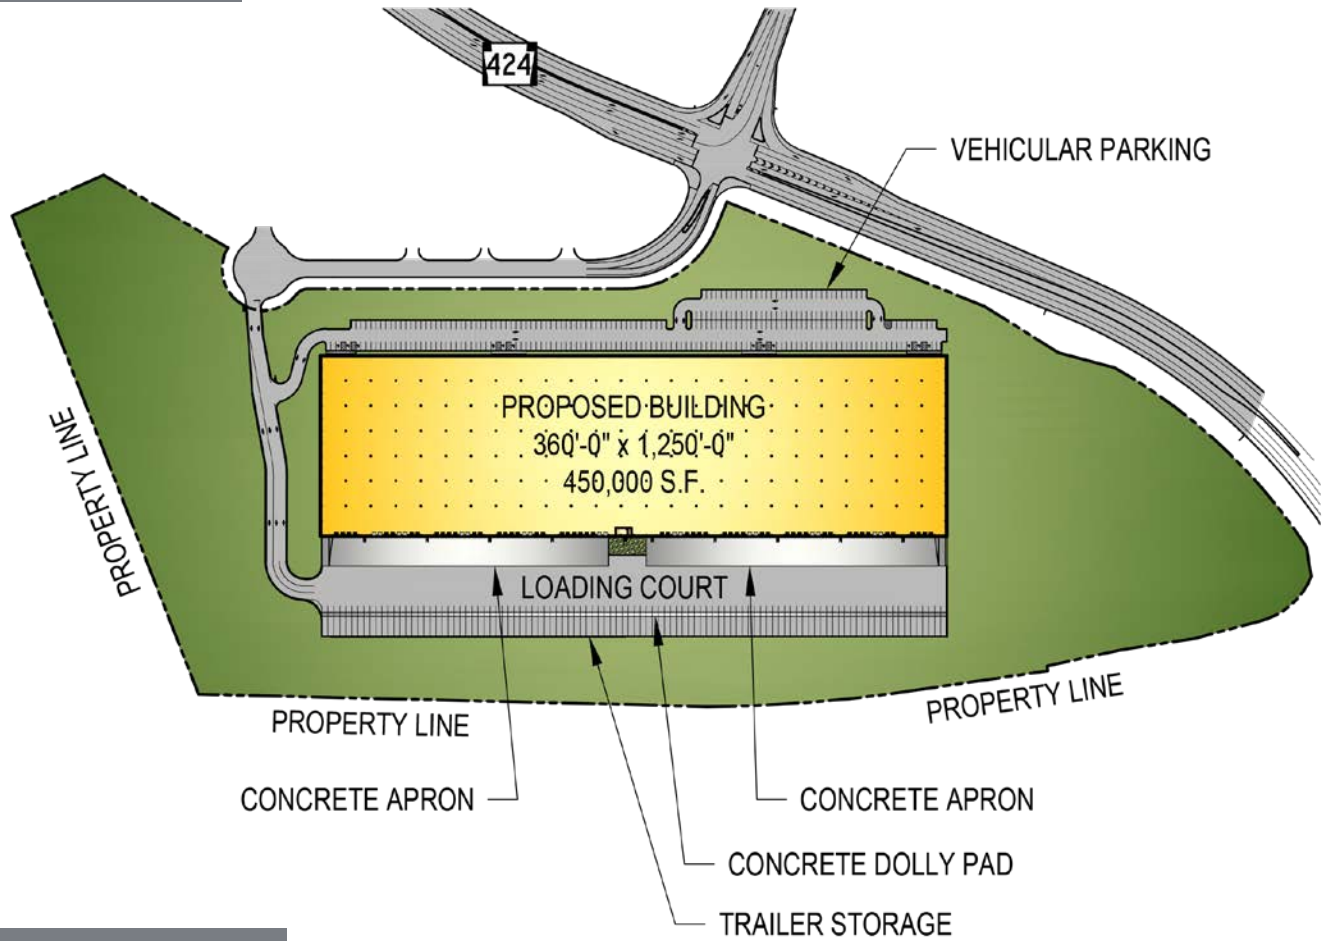 424
VEHICULAR PARKING
PROPOSED BUILDING
360'-0" x 1,250'-0"
450,000 S.F.
PROPERTY LINE
LOADING COURT
PROPERTY LINE
PROPERTY LINE
CONCRETE APRON
CONCRETE APRON
CONCRETE DOLLY PAD
TRAILER STORAGE